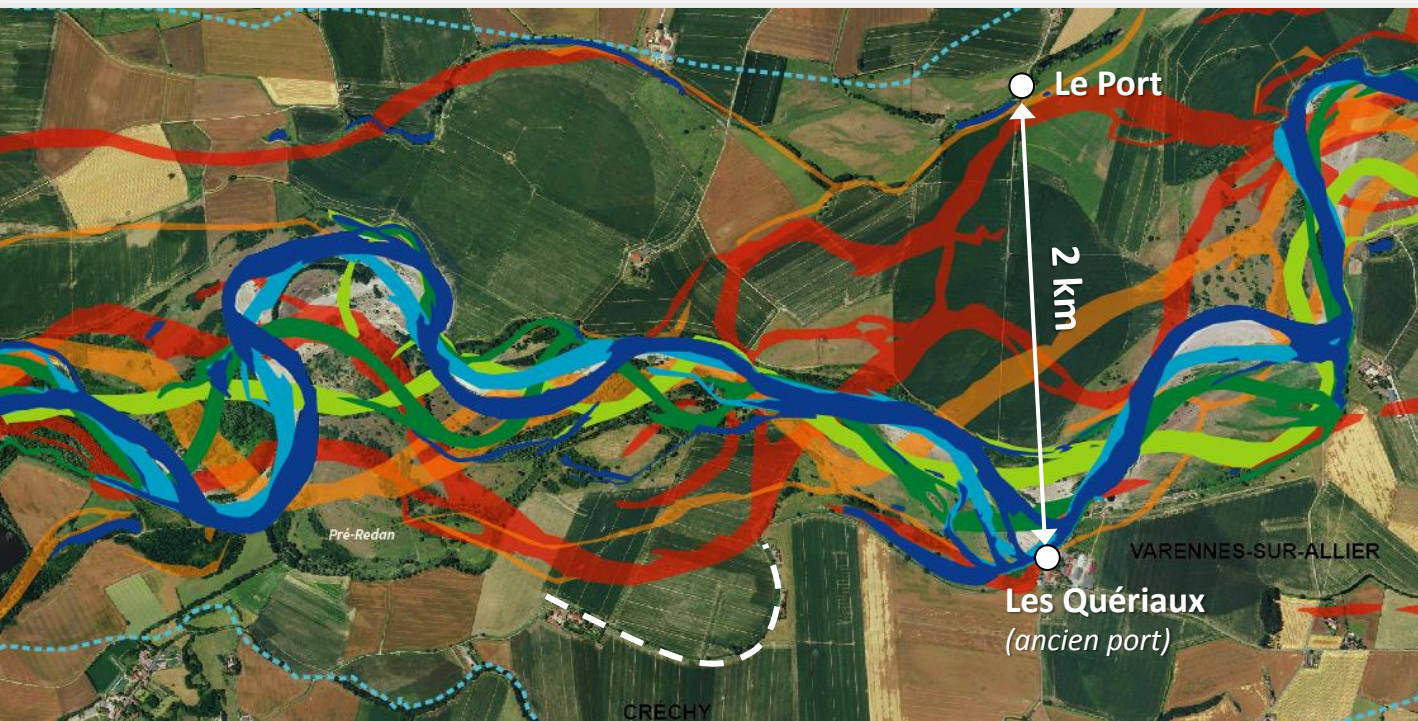 Le Port
2 km
Pré-Redan
VARENNES-SUR-ALLIER
Les Quériaux
(ancien port)
CRÉCHY